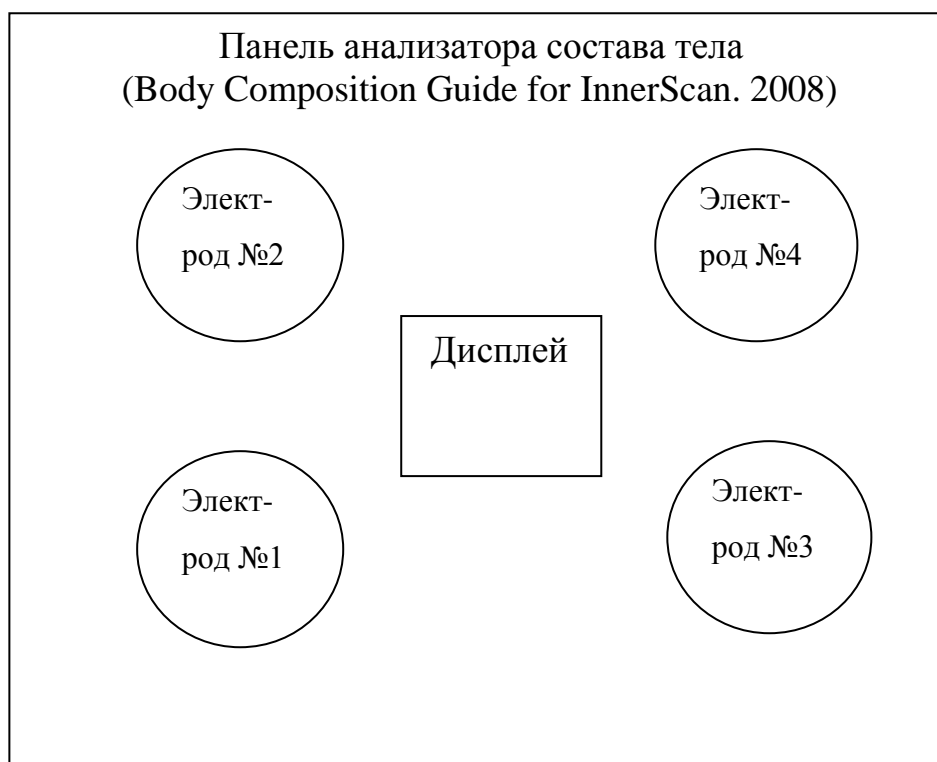 Панель анализатора состава тела
(Body Composition Guide for InnerScan. 2008)
Элект-
род №2
Элект-
род №4
Дисплей
Элект-
род №1
Элект-
род №3